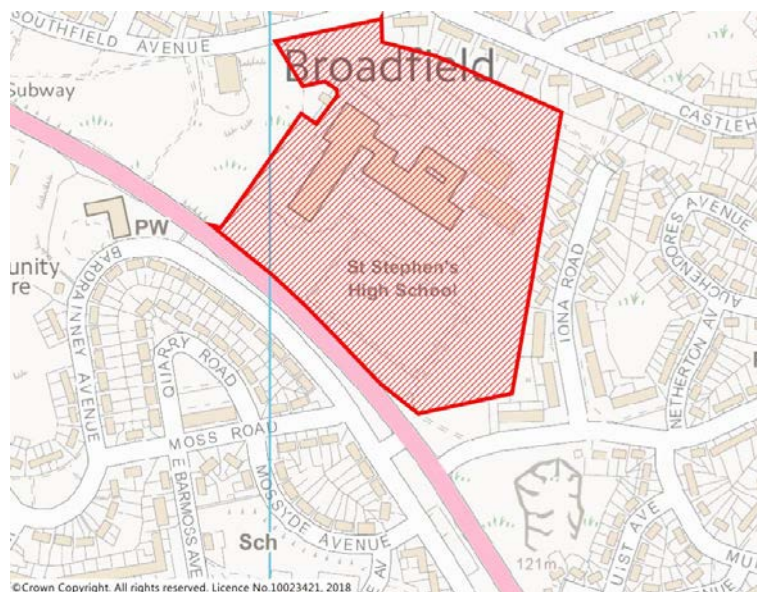 SOUTHFIELD AVENUE
Broadfield
Subway
CASTLEH
PW
unity
re
St Stephen's
High School
BARDRAINNEY AVENUE
QUARRY ROAD
IONA ROAD
AUCHENDORES AVENUE
NETHERTON AV
MOSS ROAD
E BARMOSS AVE
MOSSYDE AVENUE
AV
Sch
121m
UIST AVE
MU
©Crown Copyright. All rights reserved. Licence No.10023421, 2018